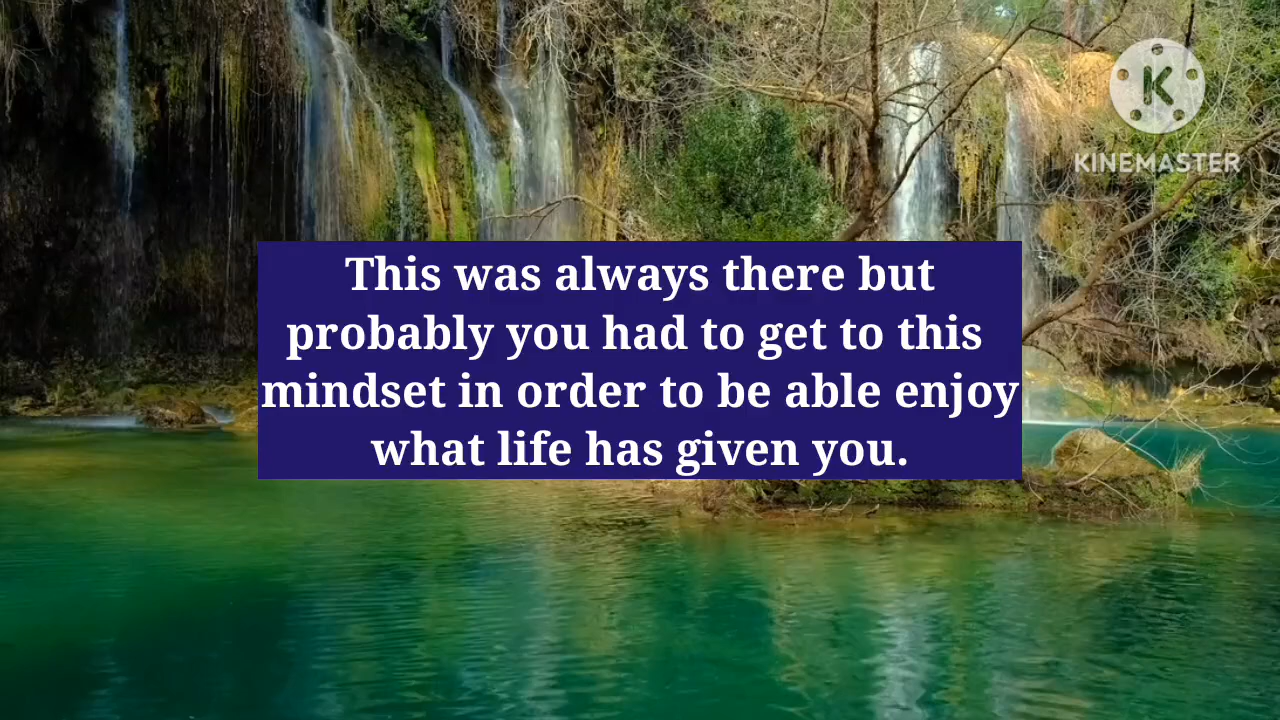 K
KINEMASTER
This was always there but
probably you had to get to this
mindset in order to be able enjoy
what life has given you.